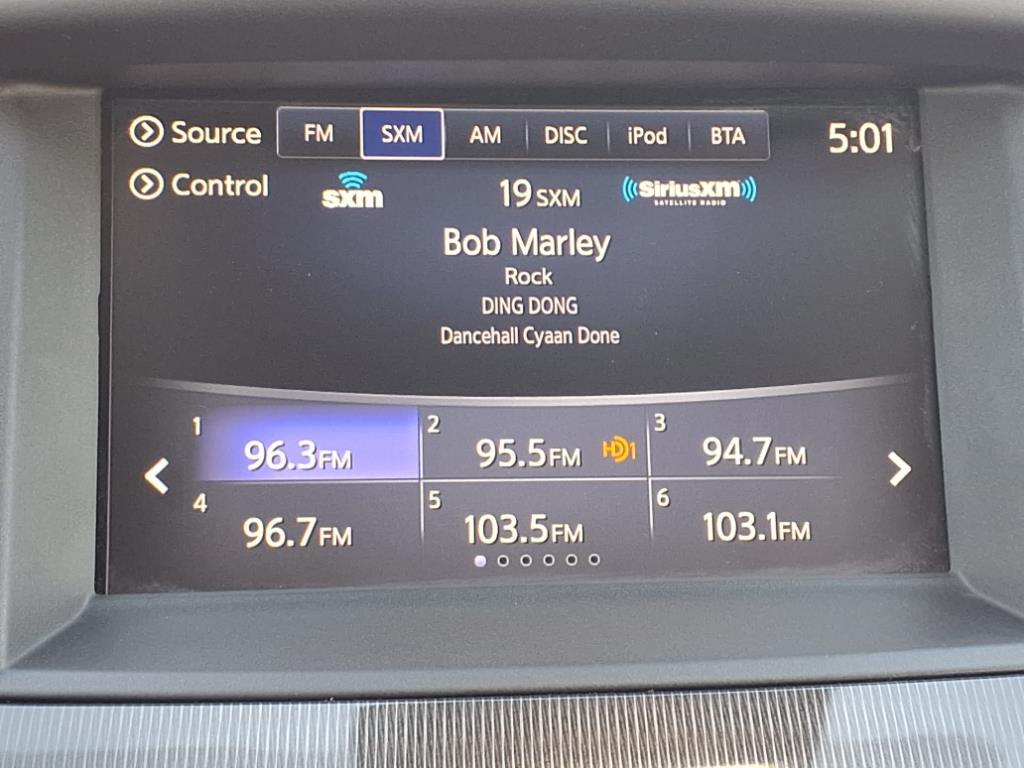 Source FM SXM AM DISC iPod BTA 5:01
Control sxm 19 SXM SiriusXM
SATELLITE RADIO
Bob Marley
Rock
DING DONG
Dancehall Cyaan Done
1 96.3FM 2 95.5FM HD1 3 94.7FM
4 96.7FM 5 103.5FM 6 103.1FM